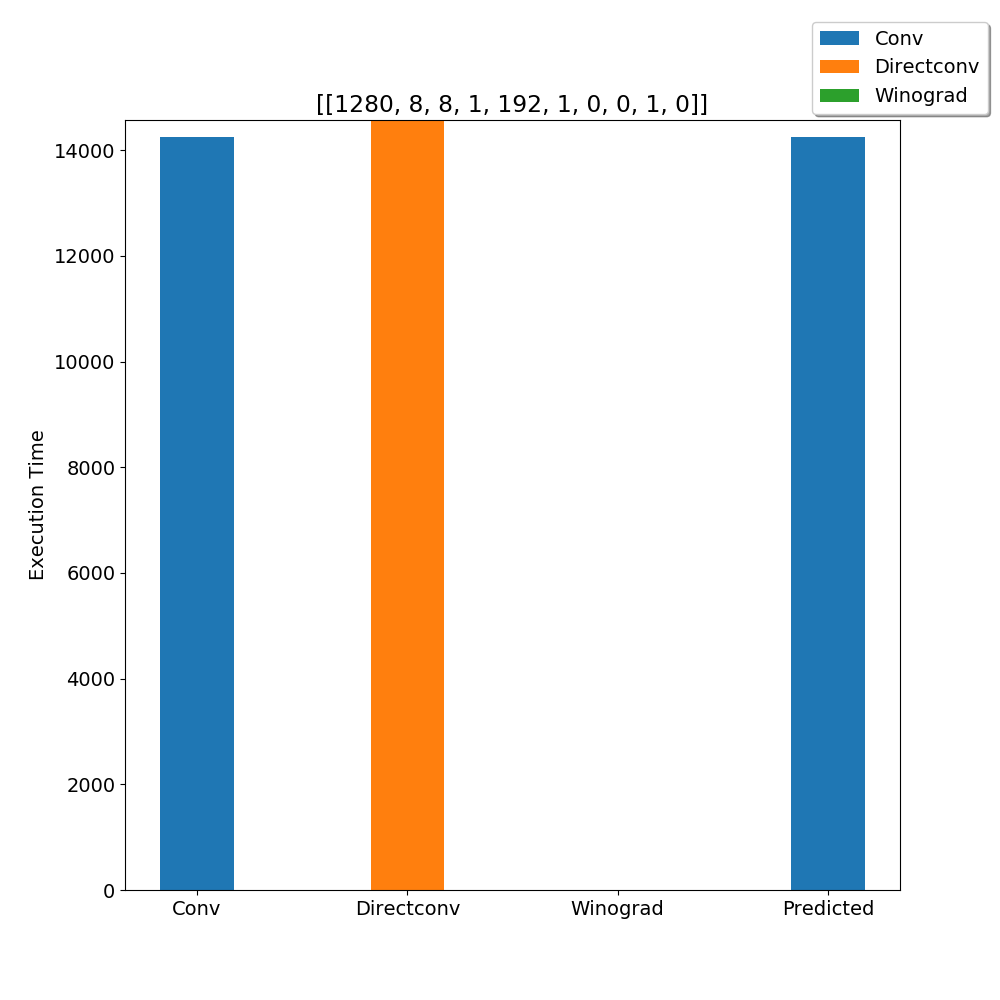 Conv
Directconv
Winograd
[[1280, 8, 8, 1, 192, 1, 0, 0, 1, 0]]
14000
12000
10000
8000
6000
4000
2000
0
Execution Time
Conv Directconv Winograd Predicted